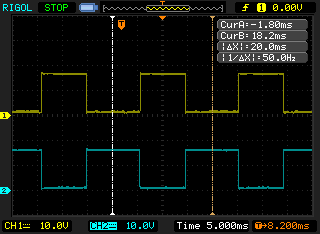 RIGOL STOP 1 0.00V
T
CurA=-1.80ms
CurB= 18.2ms
|ΔX|=20.0ms
|1/ΔX|=50.0Hz
1
2
CH1 10.0V CH2 10.0V Time 5.000ms T→8.200ms